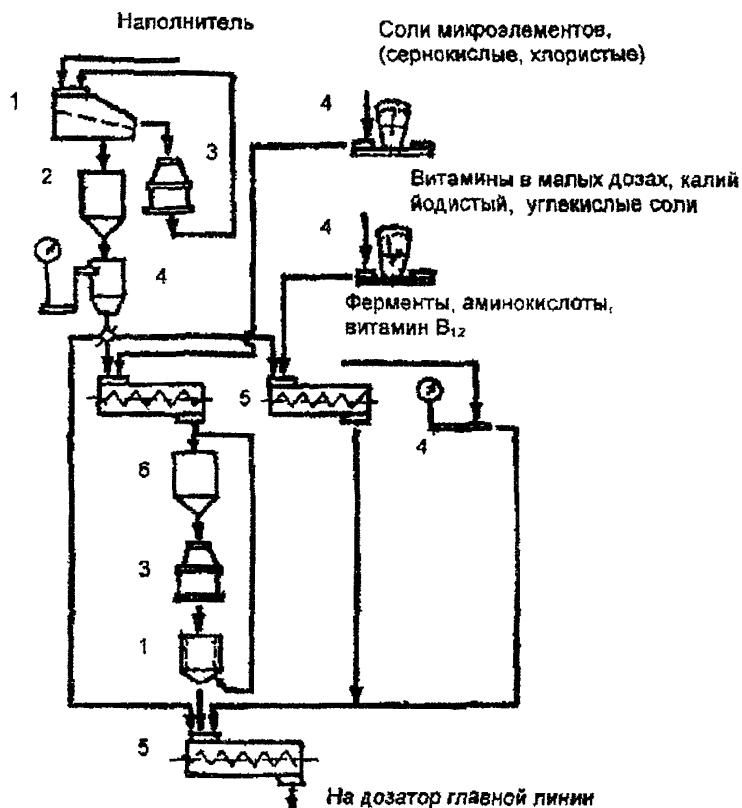 Наполнитель
Соли микроэлементов,
(сернокислые, хлористые)
1
4
3
2
Витамины в малых дозах, калий
йодистый, углекислые соли
4
4
Ферменты, аминокислоты,
витамин В₁₂
5
4
6
3
1
5
На дозатор главной линии